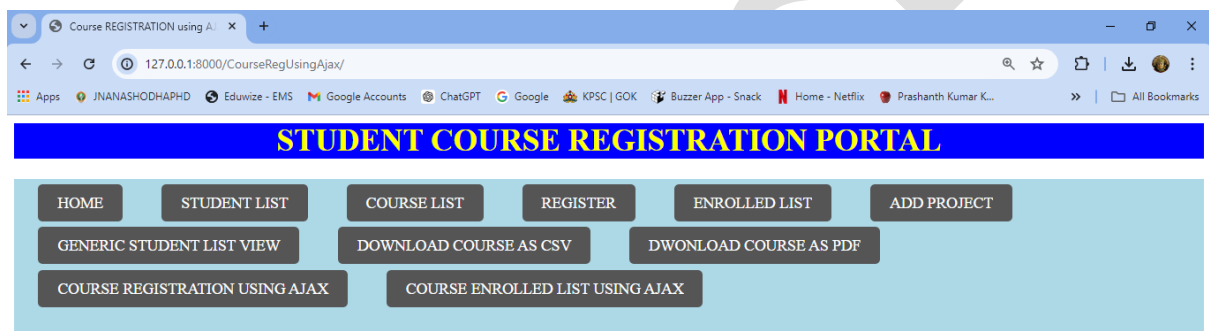 Course REGISTRATION using AJ
127.0.0.1:8000/CourseRegUsingAjax/
Apps JNANASHODHAPHD Eduwize - EMS Google Accounts ChatGPT Google KPSC | GOK Buzzer App - Snack Home - Netflix Prashanth Kumar K... » All Bookmarks
STUDENT COURSE REGISTRATION PORTAL
HOME STUDENT LIST COURSE LIST REGISTER ENROLLED LIST ADD PROJECT
GENERIC STUDENT LIST VIEW DOWNLOAD COURSE AS CSV DWONLOAD COURSE AS PDF
COURSE REGISTRATION USING AJAX COURSE ENROLLED LIST USING AJAX